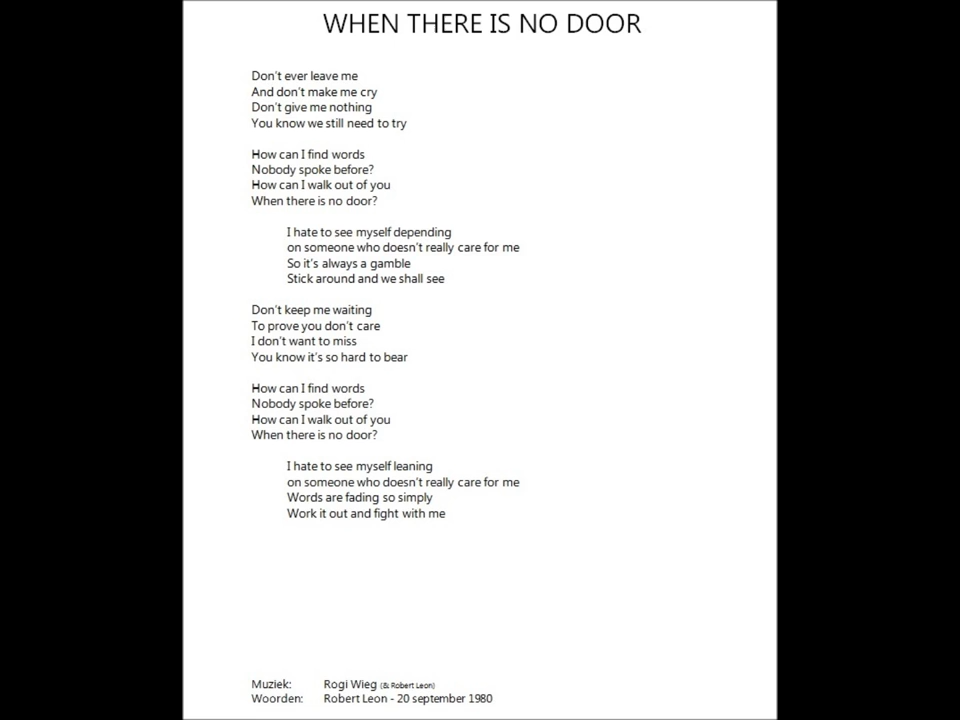 WHEN THERE IS NO DOOR
Don't ever leave me
And don't make me cry
Don't give me nothing
You know we still need to try
How can I find words
Nobody spoke before?
How can I walk out of you
When there is no door?
I hate to see myself depending
on someone who doesn't really care for me
So it's always a gamble
Stick around and we shall see
Don't keep me waiting
To prove you don't care
I don't want to miss
You know it's so hard to bear
How can I find words
Nobody spoke before?
How can I walk out of you
When there is no door?
I hate to see myself leaning
on someone who doesn't really care for me
Words are fading so simply
Work it out and fight with me
Muziek: Rogi Wieg (& Robert Leon)
Woorden: Robert Leon - 20 september 1980